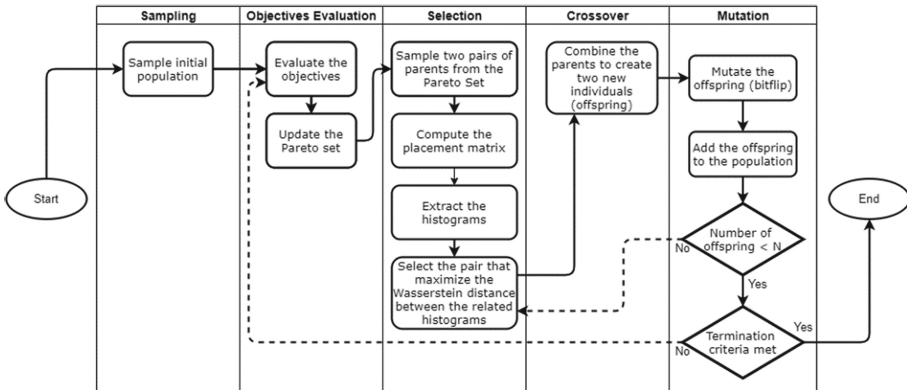 Sampling
Objectives Evaluation
Selection
Crossover
Mutation
Start
Sample initial
population
Evaluate the
objectives
Update the
Pareto set
Sample two pairs of
parents from the
Pareto Set
Compute the
placement matrix
Extract the
histograms
Select the pair that
maximize the
Wasserstein distance
between the related
histograms
Combine the
parents to create
two new
individuals
(offspring)
Mutate the
offspring (bitflip)
Add the offspring
to the population
Number of
offspring < N
No
Yes
Termination
criteria met
No
Yes
End